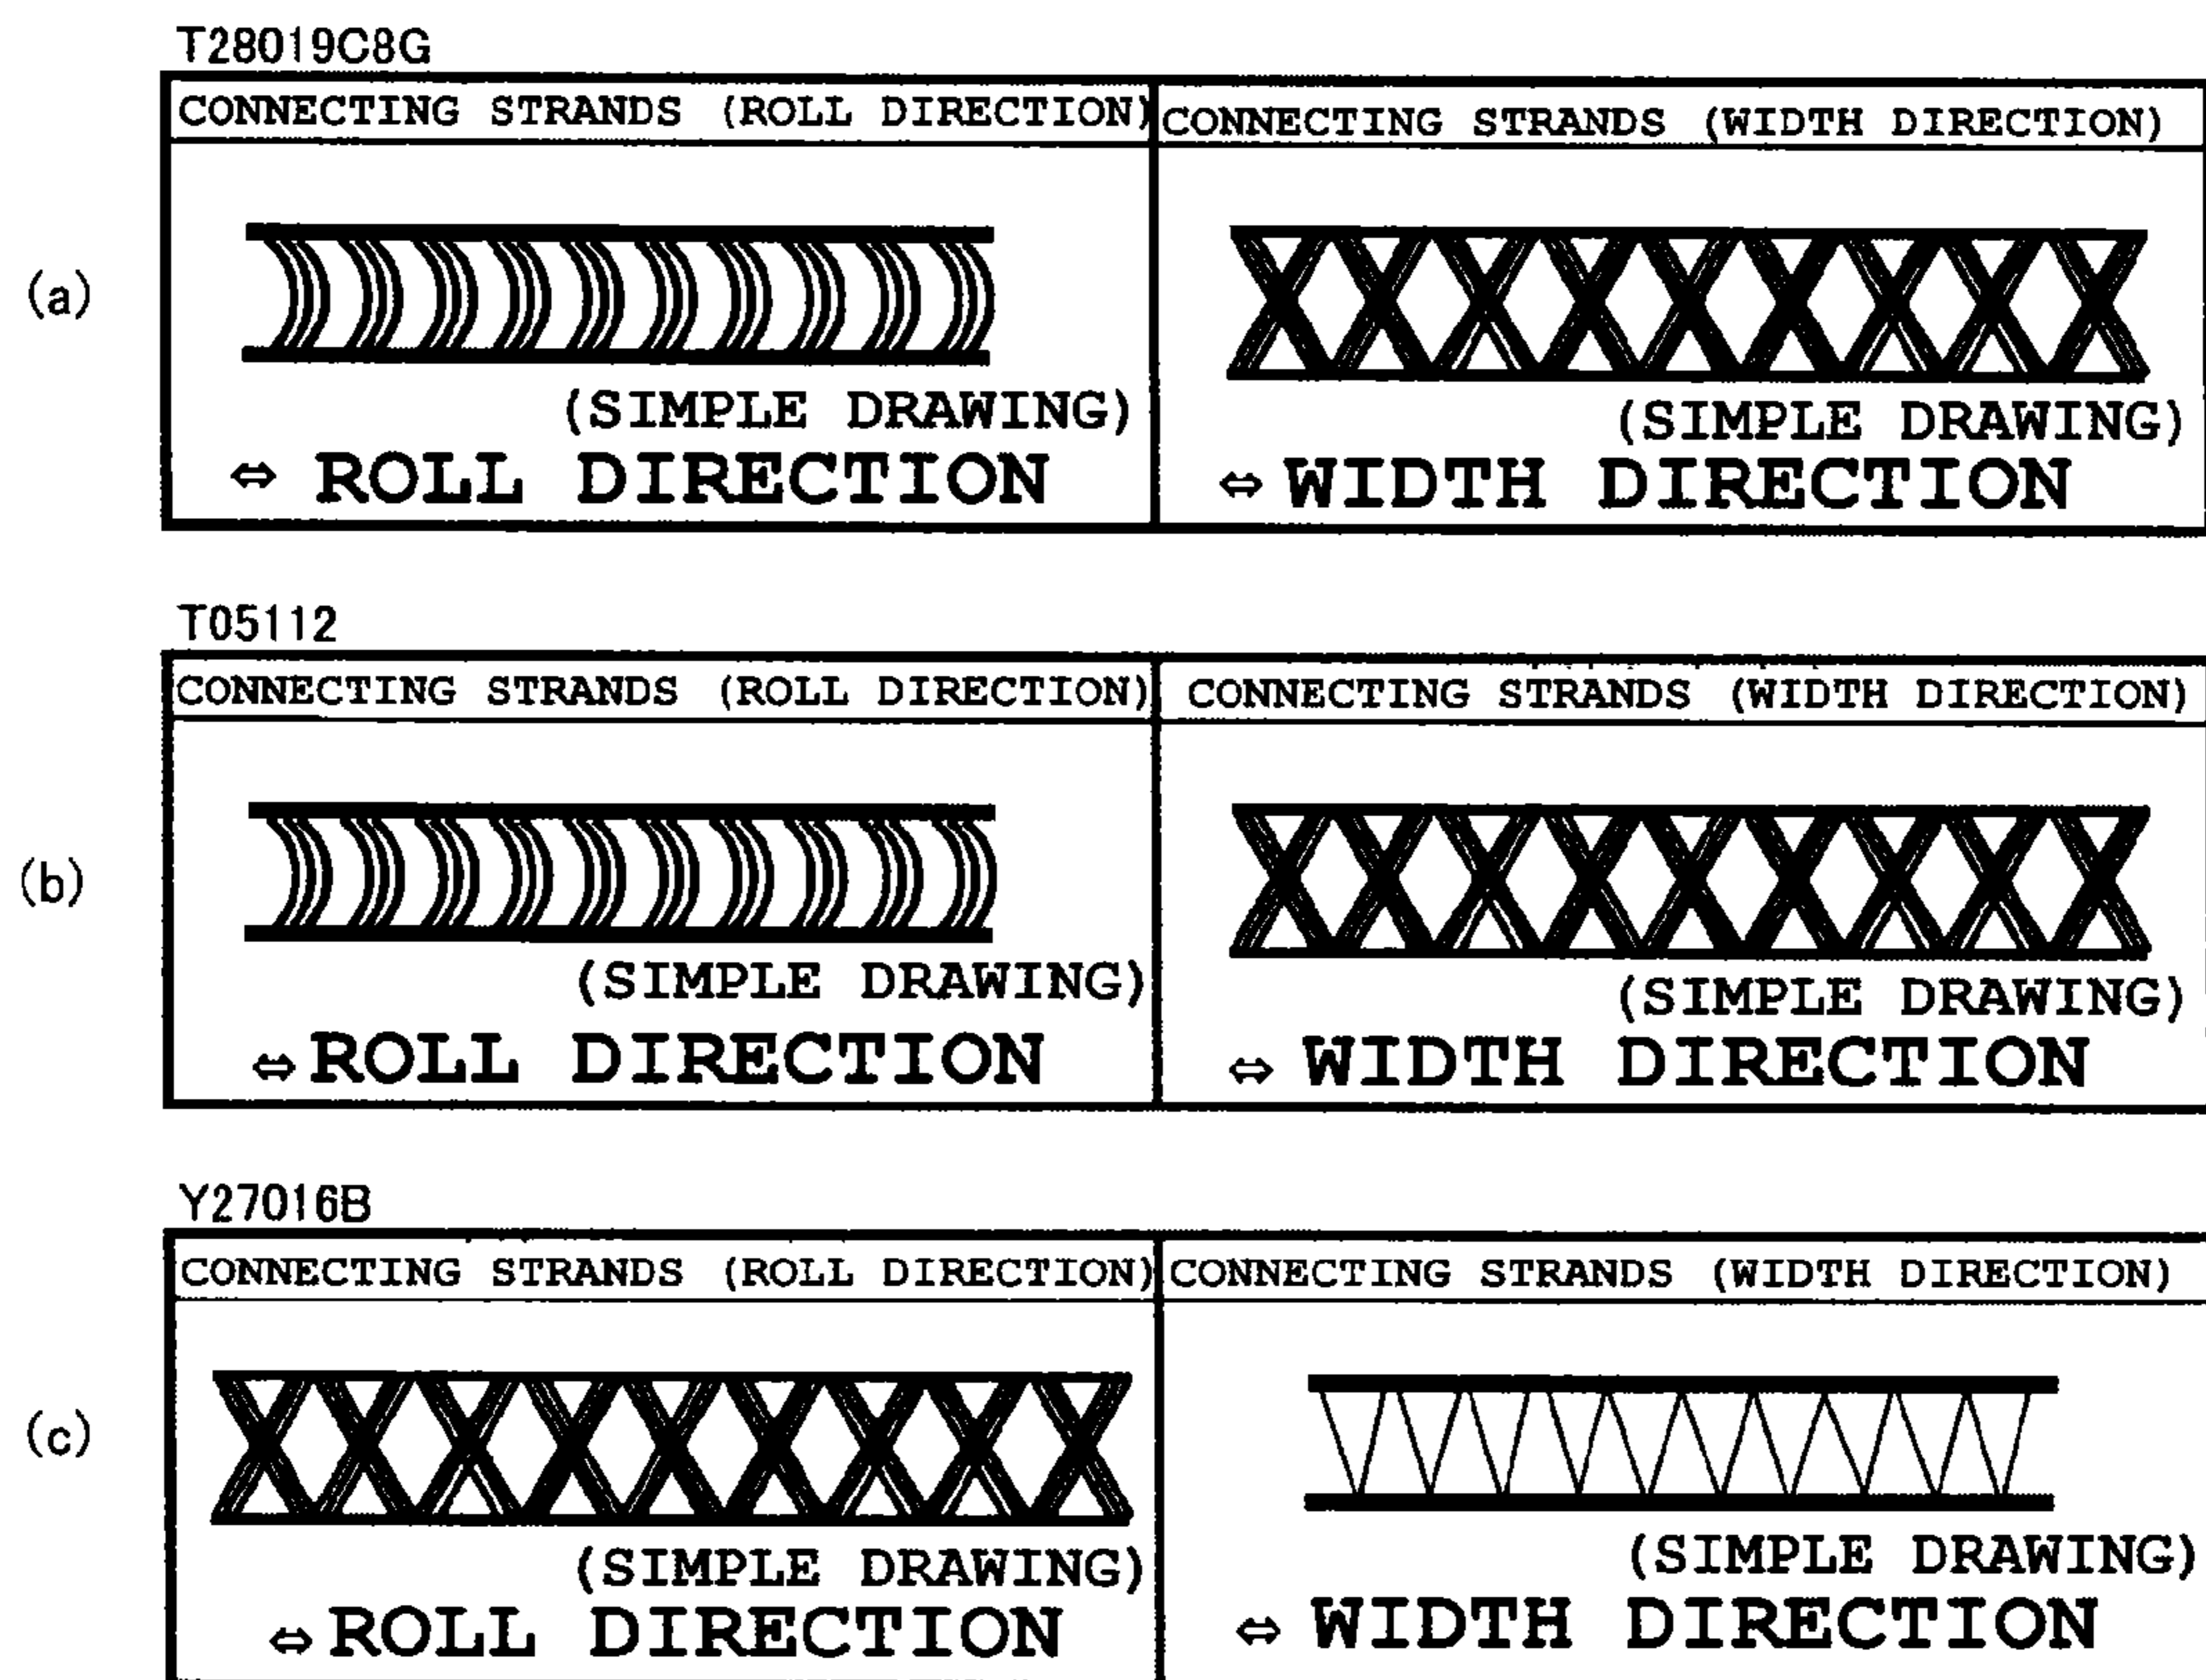 T28019C8G
CONNECTING STRANDS (ROLL DIRECTION)
CONNECTING STRANDS (WIDTH DIRECTION)
(a)
(SIMPLE DRAWING)
(SIMPLE DRAWING)
⇔ ROLL DIRECTION
⇔ WIDTH DIRECTION
T05112
CONNECTING STRANDS (ROLL DIRECTION)
CONNECTING STRANDS (WIDTH DIRECTION)
(b)
(SIMPLE DRAWING)
(SIMPLE DRAWING)
⇔ ROLL DIRECTION
⇔ WIDTH DIRECTION
Y27016B
CONNECTING STRANDS (ROLL DIRECTION)
CONNECTING STRANDS (WIDTH DIRECTION)
(c)
(SIMPLE DRAWING)
(SIMPLE DRAWING)
⇔ ROLL DIRECTION
⇔ WIDTH DIRECTION